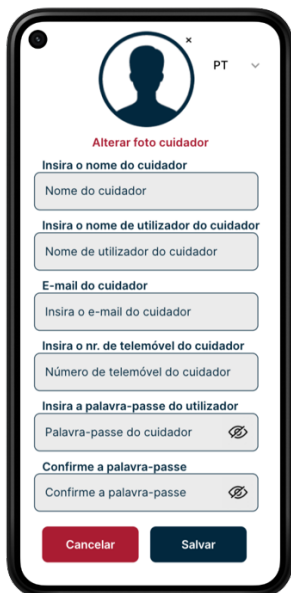 ×
PT
Alterar foto cuidador
Insira o nome do cuidador
Nome do cuidador
Insira o nome de utilizador do cuidador
Nome de utilizador do cuidador
E-mail do cuidador
Insira o e-mail do cuidador
Insira o nr. de telemóvel do cuidador
Número de telemóvel do cuidador
Insira a palavra-passe do utilizador
Palavra-passe do cuidador
Confirme a palavra-passe
Confirme a palavra-passe
Cancelar Salvar